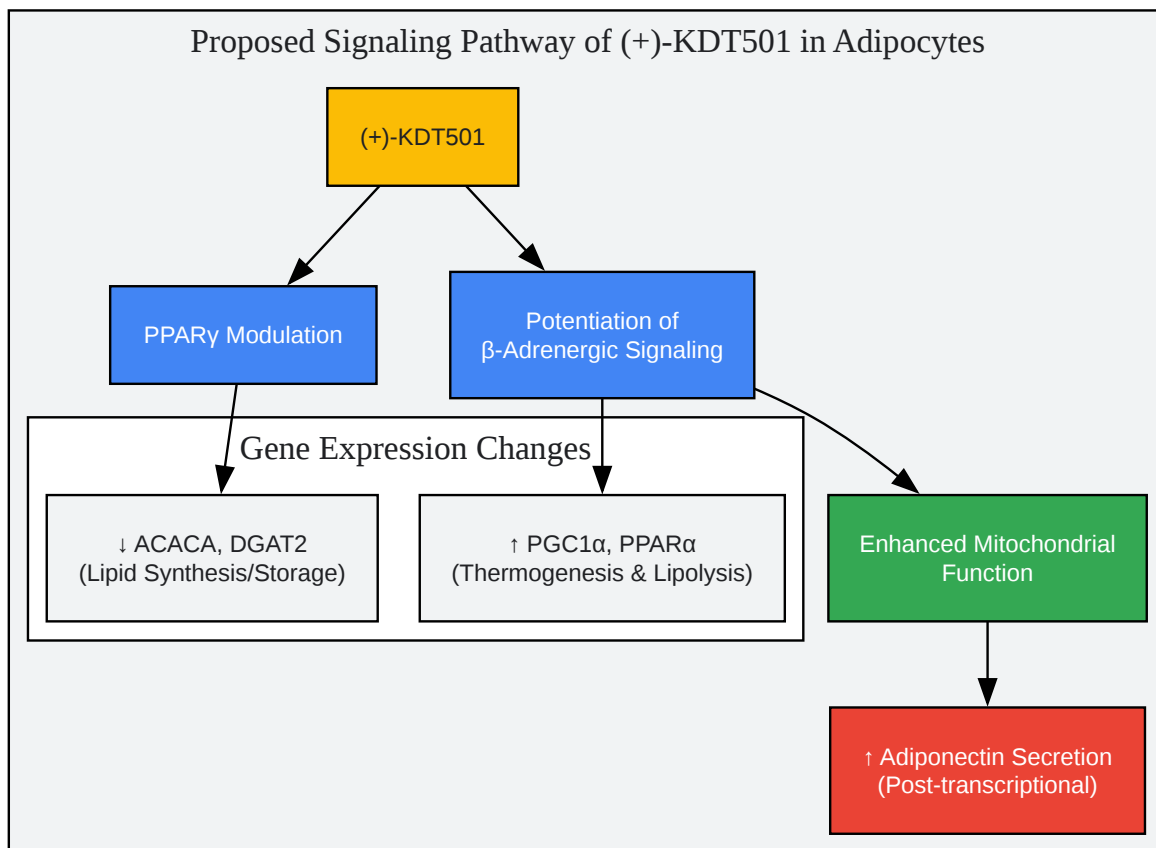 Proposed Signaling Pathway of (+)-KDT501 in Adipocytes
(+)-KDT501
PPARγ Modulation
Potentiation of
β-Adrenergic Signaling
Gene Expression Changes
↓ ACACA, DGAT2
(Lipid Synthesis/Storage)
↑ PGC1α, PPARα
(Thermogenesis & Lipolysis)
Enhanced Mitochondrial
Function
↑ Adiponectin Secretion
(Post-transcriptional)